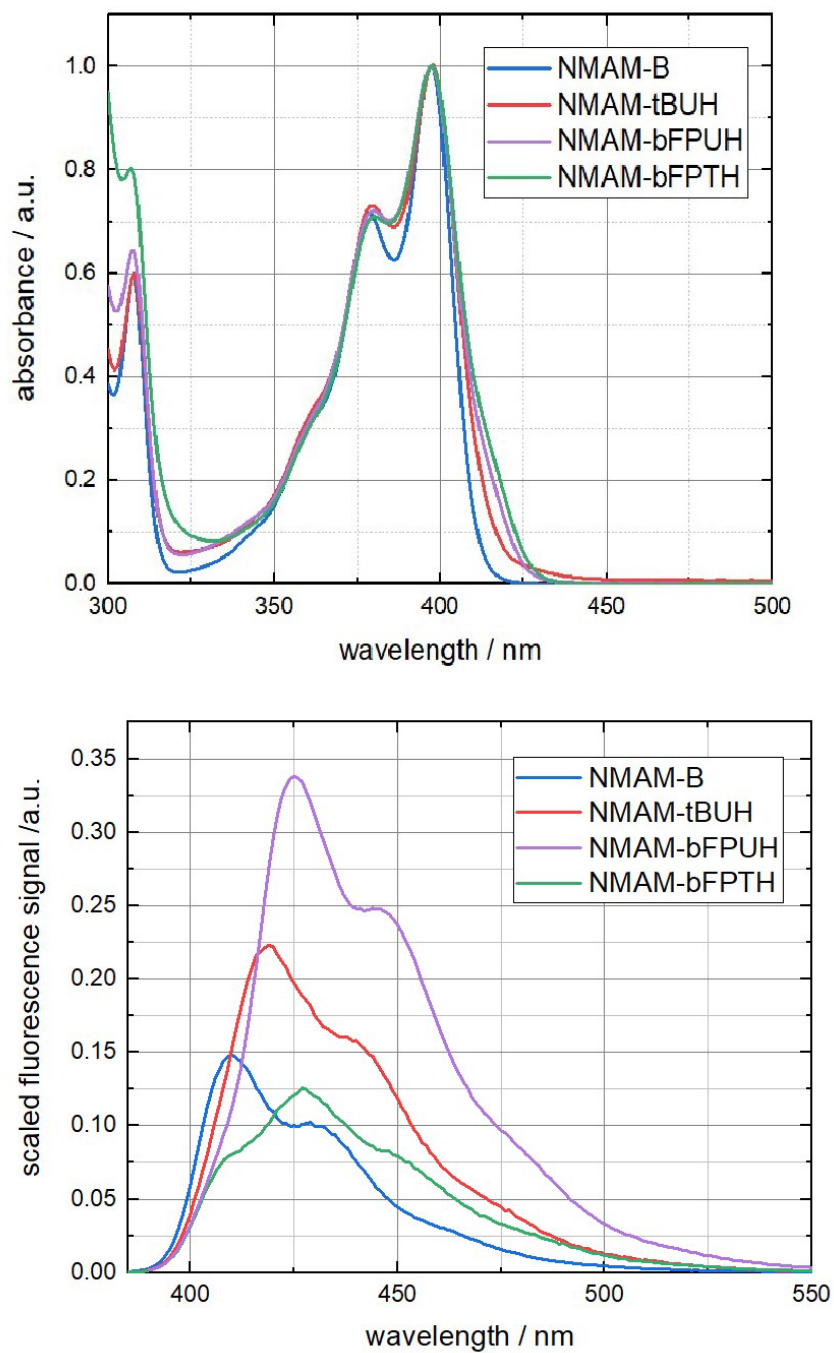 1.0
0.8
0.6
0.4
0.2
0.0
absorbance / a.u.
NMAM-B
NMAM-tBUH
NMAM-bFPUH
NMAM-bFPTH
300
350
400
450
500
wavelength / nm
0.35
0.30
0.25
0.20
0.15
0.10
0.05
0.00
scaled fluorescence signal /a.u.
NMAM-B
NMAM-tBUH
NMAM-bFPUH
NMAM-bFPTH
400
450
500
550
wavelength / nm